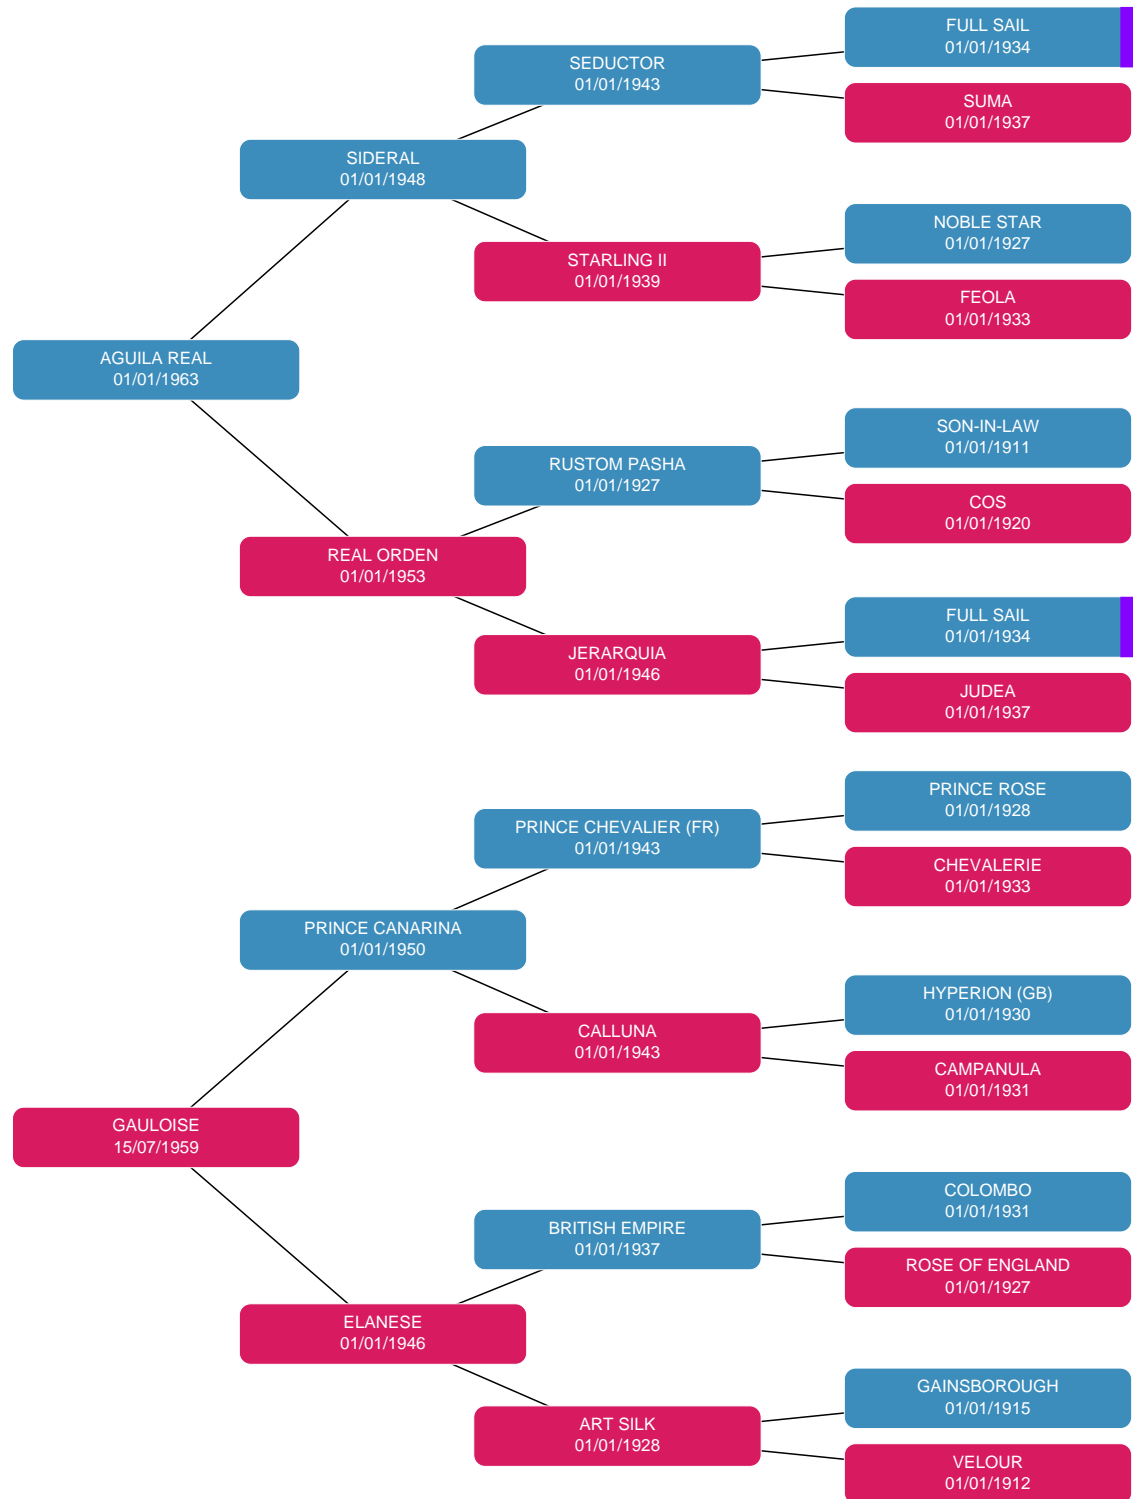 FULL SAIL
01/01/1934
SEDUCTOR
01/01/1943
SUMA
01/01/1937
SIDERAL
01/01/1948
NOBLE STAR
01/01/1927
STARLING II
01/01/1939
FEOLA
01/01/1933
AGUILA REAL
01/01/1963
SON-IN-LAW
01/01/1911
RUSTOM PASHA
01/01/1927
COS
01/01/1920
REAL ORDEN
01/01/1953
FULL SAIL
01/01/1934
JERARQUIA
01/01/1946
JUDEA
01/01/1937
PRINCE ROSE
01/01/1928
PRINCE CHEVALIER (FR)
01/01/1943
CHEVALERIE
01/01/1933
PRINCE CANARINA
01/01/1950
HYPERION (GB)
01/01/1930
CALLUNA
01/01/1943
CAMPANULA
01/01/1931
GAULOISE
15/07/1959
COLOMBO
01/01/1931
BRITISH EMPIRE
01/01/1937
ROSE OF ENGLAND
01/01/1927
ELANESE
01/01/1946
GAINSBOROUGH
01/01/1915
ART SILK
01/01/1928
VELOUR
01/01/1912